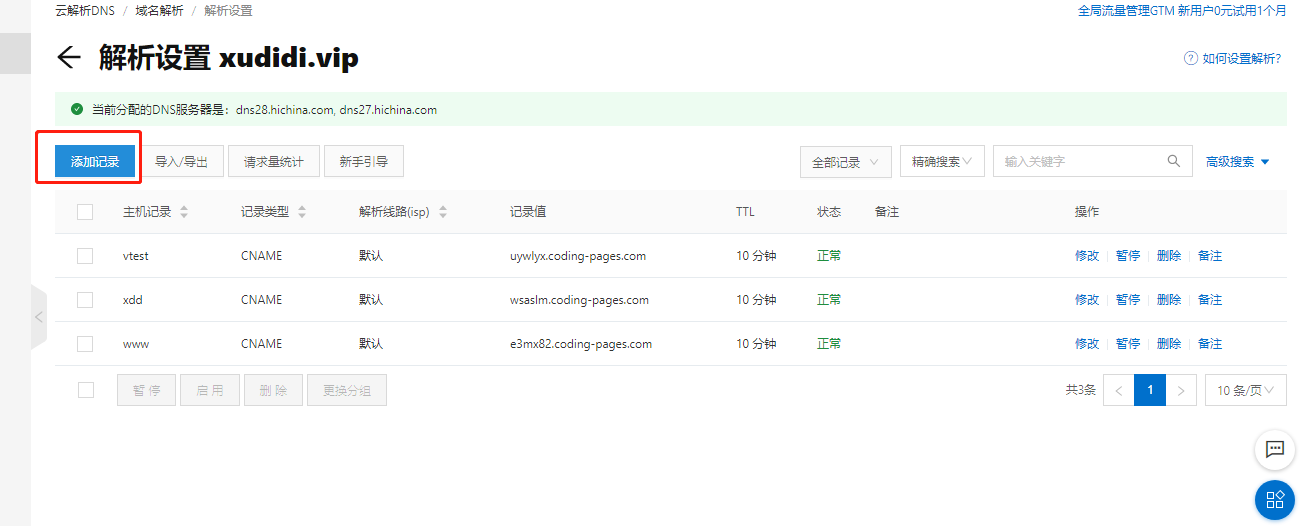 云解析DNS / 域名解析 / 解析设置 全局流量管理GTM 新用户0元试用1个月
解析设置 xudidi.vip 如何设置解析?
当前分配的DNS服务器是：dns28.hichina.com, dns27.hichina.com
添加记录 导入/导出 请求量统计 新手引导 全部记录 精确搜索 输入关键字 高级搜索
主机记录 记录类型 解析线路(isp) 记录值 TTL 状态 备注 操作
vtest CNAME 默认 uywlyx.coding-pages.com 10 分钟 正常 修改 暂停 删除 备注
xdd CNAME 默认 wsaslm.coding-pages.com 10 分钟 正常 修改 暂停 删除 备注
www CNAME 默认 e3mx82.coding-pages.com 10 分钟 正常 修改 暂停 删除 备注
暂 停 启 用 删 除 更换分组 共3条 < 1 > 10 条/页